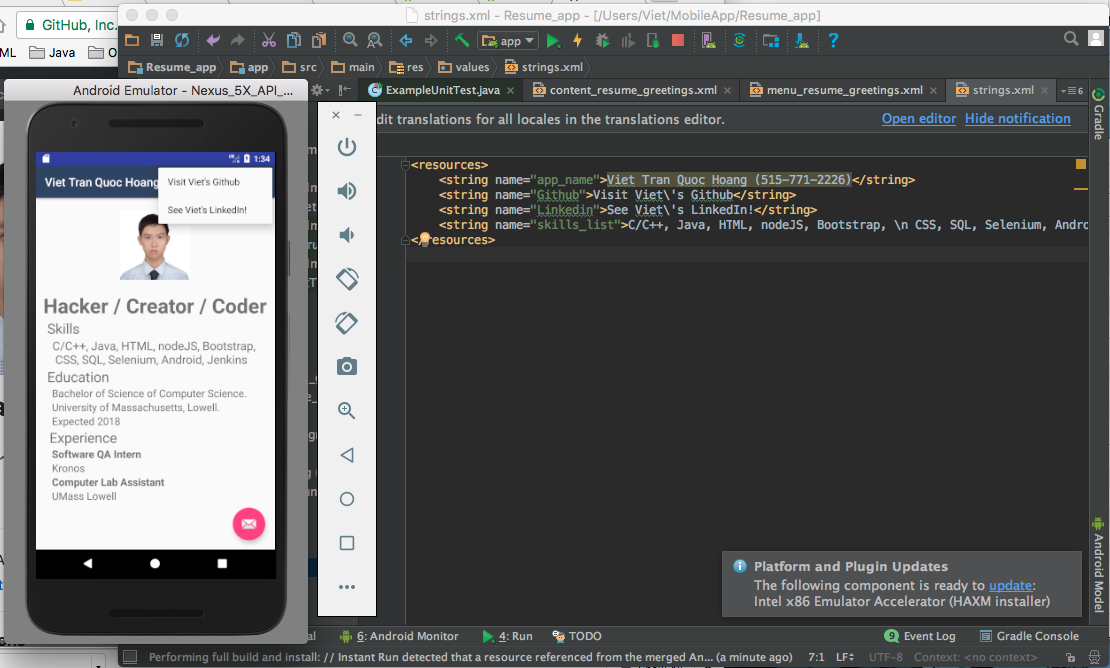 GitHub, Inc.
strings.xml - Resume_app - [/Users/Viet/MobileApp/Resume_app]
ML Java O
app
Resume_app app src main res values strings.xml
Android Emulator - Nexus_5X_API_...
ExampleUnitTest.java content_resume_greetings.xml menu_resume_greetings.xml strings.xml 6
dit translations for all locales in the translations editor. Open editor Hide notification
Gradle
1:34
Viet Tran Quoc Hoang
Visit Viet's Github
See Viet's LinkedIn!
Hacker / Creator / Coder
Skills
C/C++, Java, HTML, nodeJS, Bootstrap,
CSS, SQL, Selenium, Android, Jenkins
Education
Bachelor of Science of Computer Science.
University of Massachusetts, Lowell.
Expected 2018
Experience
Software QA Intern
Kronos
Computer Lab Assistant
UMass Lowell
<resources>
<string name="app_name">Viet Tran Quoc Hoang (515-771-2226)</string>
<string name="Github">Visit Viet\'s Github</string>
<string name="Linkedin">See Viet\'s LinkedIn!</string>
<string name="skills_list">C/C++, Java, HTML, nodeJS, Bootstrap, \n CSS, SQL, Selenium, Andro
</resources>
Android Model
Platform and Plugin Updates
The following component is ready to update:
Intel x86 Emulator Accelerator (HAXM installer)
al 6: Android Monitor 4: Run TODO 9 Event Log Gradle Console
Performing full build and install: // Instant Run detected that a resource referenced from the merged An... (a minute ago) 7:1 LF UTF-8 Context: <no context>